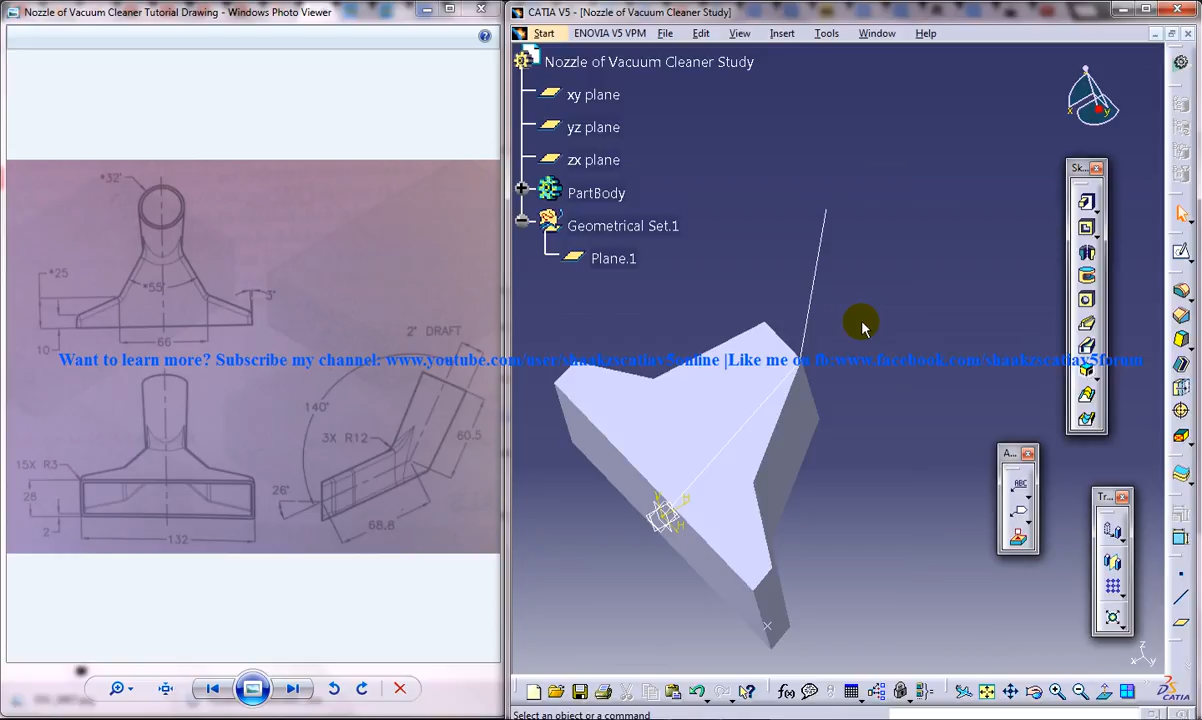 Nozzle of Vacuum Cleaner Tutorial Drawing - Windows Photo Viewer
CATIA V5 - [Nozzle of Vacuum Cleaner Study]
Start ENOVIA V5 VPM File Edit View Insert Tools Window Help
Nozzle of Vacuum Cleaner Study
xy plane
yz plane
zx plane
PartBody
Geometrical Set.1
Plane.1
*32'
*25
*55'
3'
10
66
2' DRAFT
140'
3X R12
60.5
15X R3
26'
28
2
68.8
132
Want to learn more? Subscribe my channel: www.youtube.com/user/shaakzscatiav5online |Like me on fb:www.facebook.com/shaakzscatiav5forum
x
y
Sk...
A...
ABC
Tr...
V
H
H
z
x
y
f(x)
CATIA
Select an object or a command